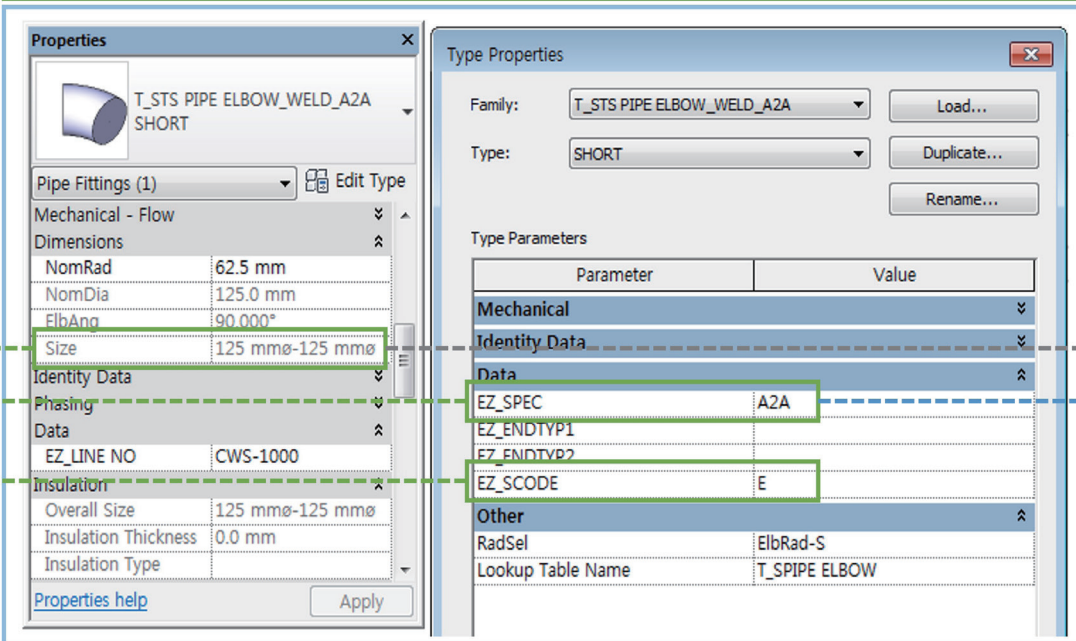 Properties
T_STS PIPE ELBOW_WELD_A2A
SHORT
Pipe Fittings (1)
Edit Type
Mechanical - Flow
Dimensions
NomRad 62.5 mm
NomDia 125.0 mm
ElbAng 90.000°
Size 125 mmø-125 mmø
Identity Data
Phasing
Data
EZ_LINE NO CWS-1000
Insulation
Overall Size 125 mmø-125 mmø
Insulation Thickness 0.0 mm
Insulation Type
Properties help
Apply
Type Properties
Family: T_STS PIPE ELBOW_WELD_A2A Load...
Type: SHORT Duplicate...
Rename...
Type Parameters
Parameter Value
Mechanical
Identity Data
Data
EZ_SPEC A2A
EZ_ENDTYP1
EZ_ENDTYP2
EZ_SCODE E
Other
RadSel ElbRad-S
Lookup Table Name T_SPIPE ELBOW